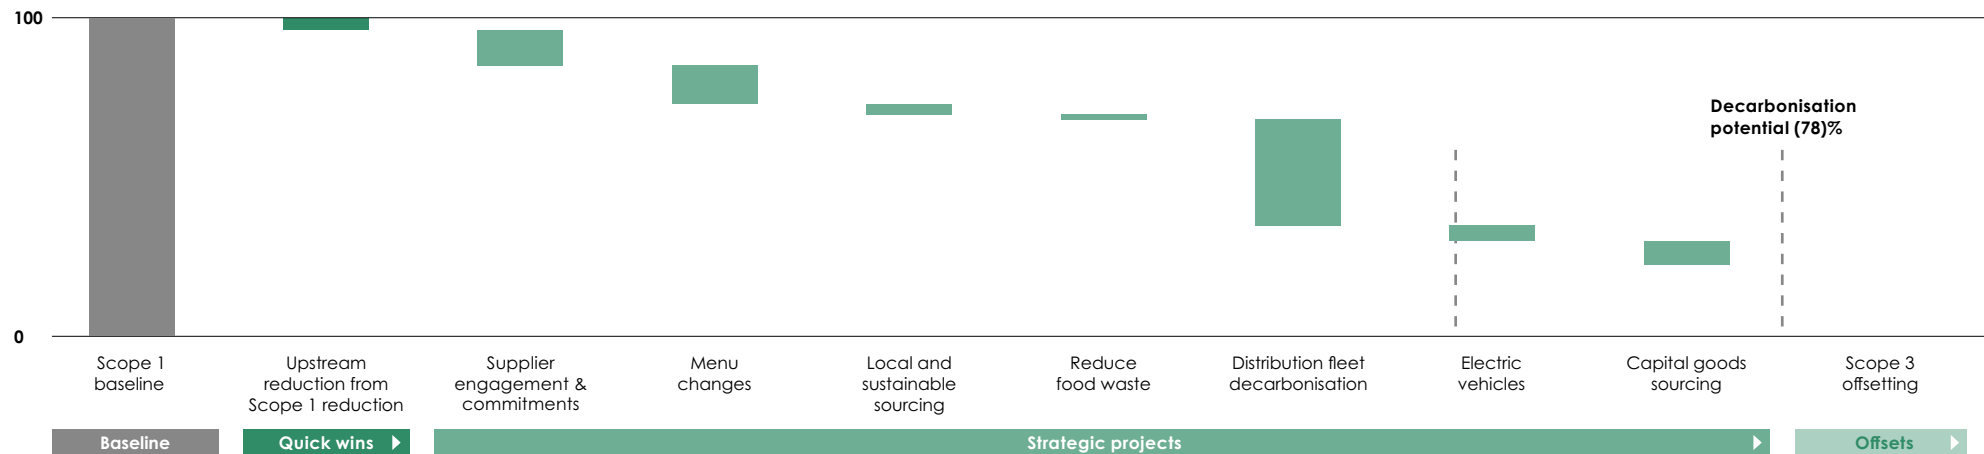 100
Decarbonisation
potential (78)%
0
Scope 1
baseline
Upstream
reduction from
Scope 1 reduction
Supplier
engagement &
commitments
Menu
changes
Local and
sustainable
sourcing
Reduce
food waste
Distribution fleet
decarbonisation
Electric
vehicles
Capital goods
sourcing
Scope 3
offsetting
Baseline
Quick wins
Strategic projects
Offsets